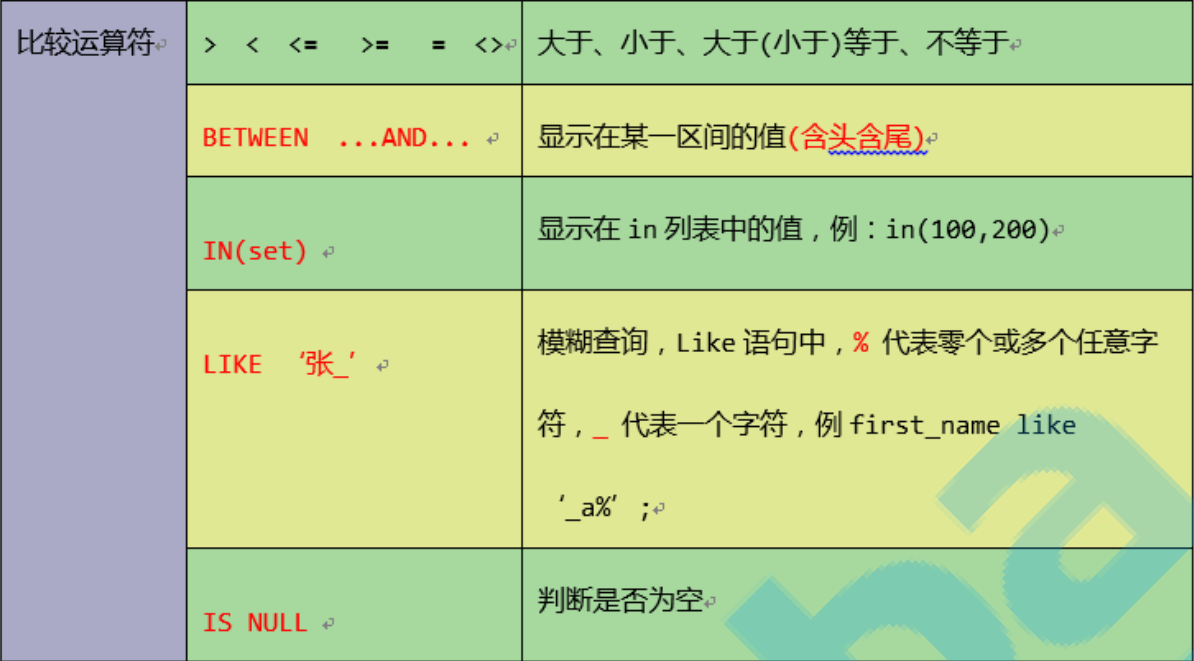 比较运算符
> < <= >= = <>
大于、小于、大于(小于)等于、不等于
BETWEEN ...AND...
显示在某一区间的值(含头含尾)
IN(set)
显示在 in 列表中的值，例：in(100,200)
LIKE ‘张_’
模糊查询，Like 语句中，% 代表零个或多个任意字
符，_ 代表一个字符，例 first_name like
‘_a%’ ;
IS NULL
判断是否为空